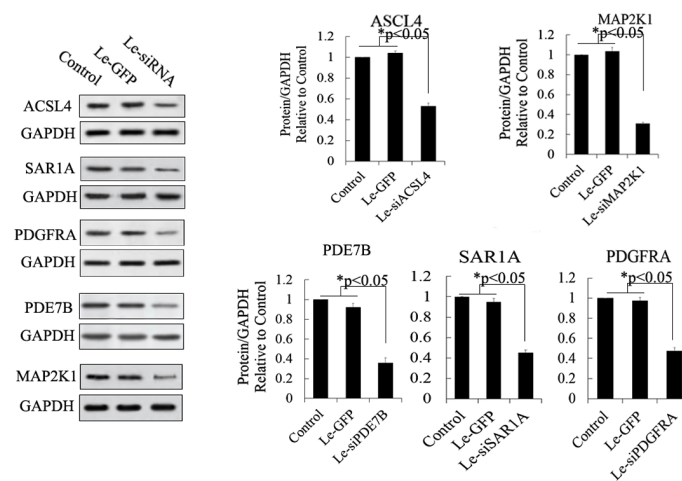 Control
Le-GFP
Le-siRNA
ACSL4
GAPDH
SAR1A
GAPDH
PDGFRA
GAPDH
PDE7B
GAPDH
MAP2K1
GAPDH
ASCL4
*p<0.05
Protein/GAPDH
Relative to Control
1.2
1
0.8
0.6
0.4
0.2
0
Control
Le-GFP
Le-siACSL4
MAP2K1
*p<0.05
Protein/GAPDH
Relative to Control
1.2
1
0.8
0.6
0.4
0.2
0
Control
Le-GFP
Le-siMAP2K1
PDE7B
*p<0.05
Protein/GAPDH
Relative to Control
1.2
1
0.8
0.6
0.4
0.2
0
Control
Le-GFP
Le-siPDE7B
SAR1A
*p<0.05
1.2
1
0.8
0.6
0.4
0.2
0
Control
Le-GFP
Le-siSAR1A
PDGFRA
*p<0.05
1.2
1
0.8
0.6
0.4
0.2
0
Control
Le-GFP
Le-siPDGFRA